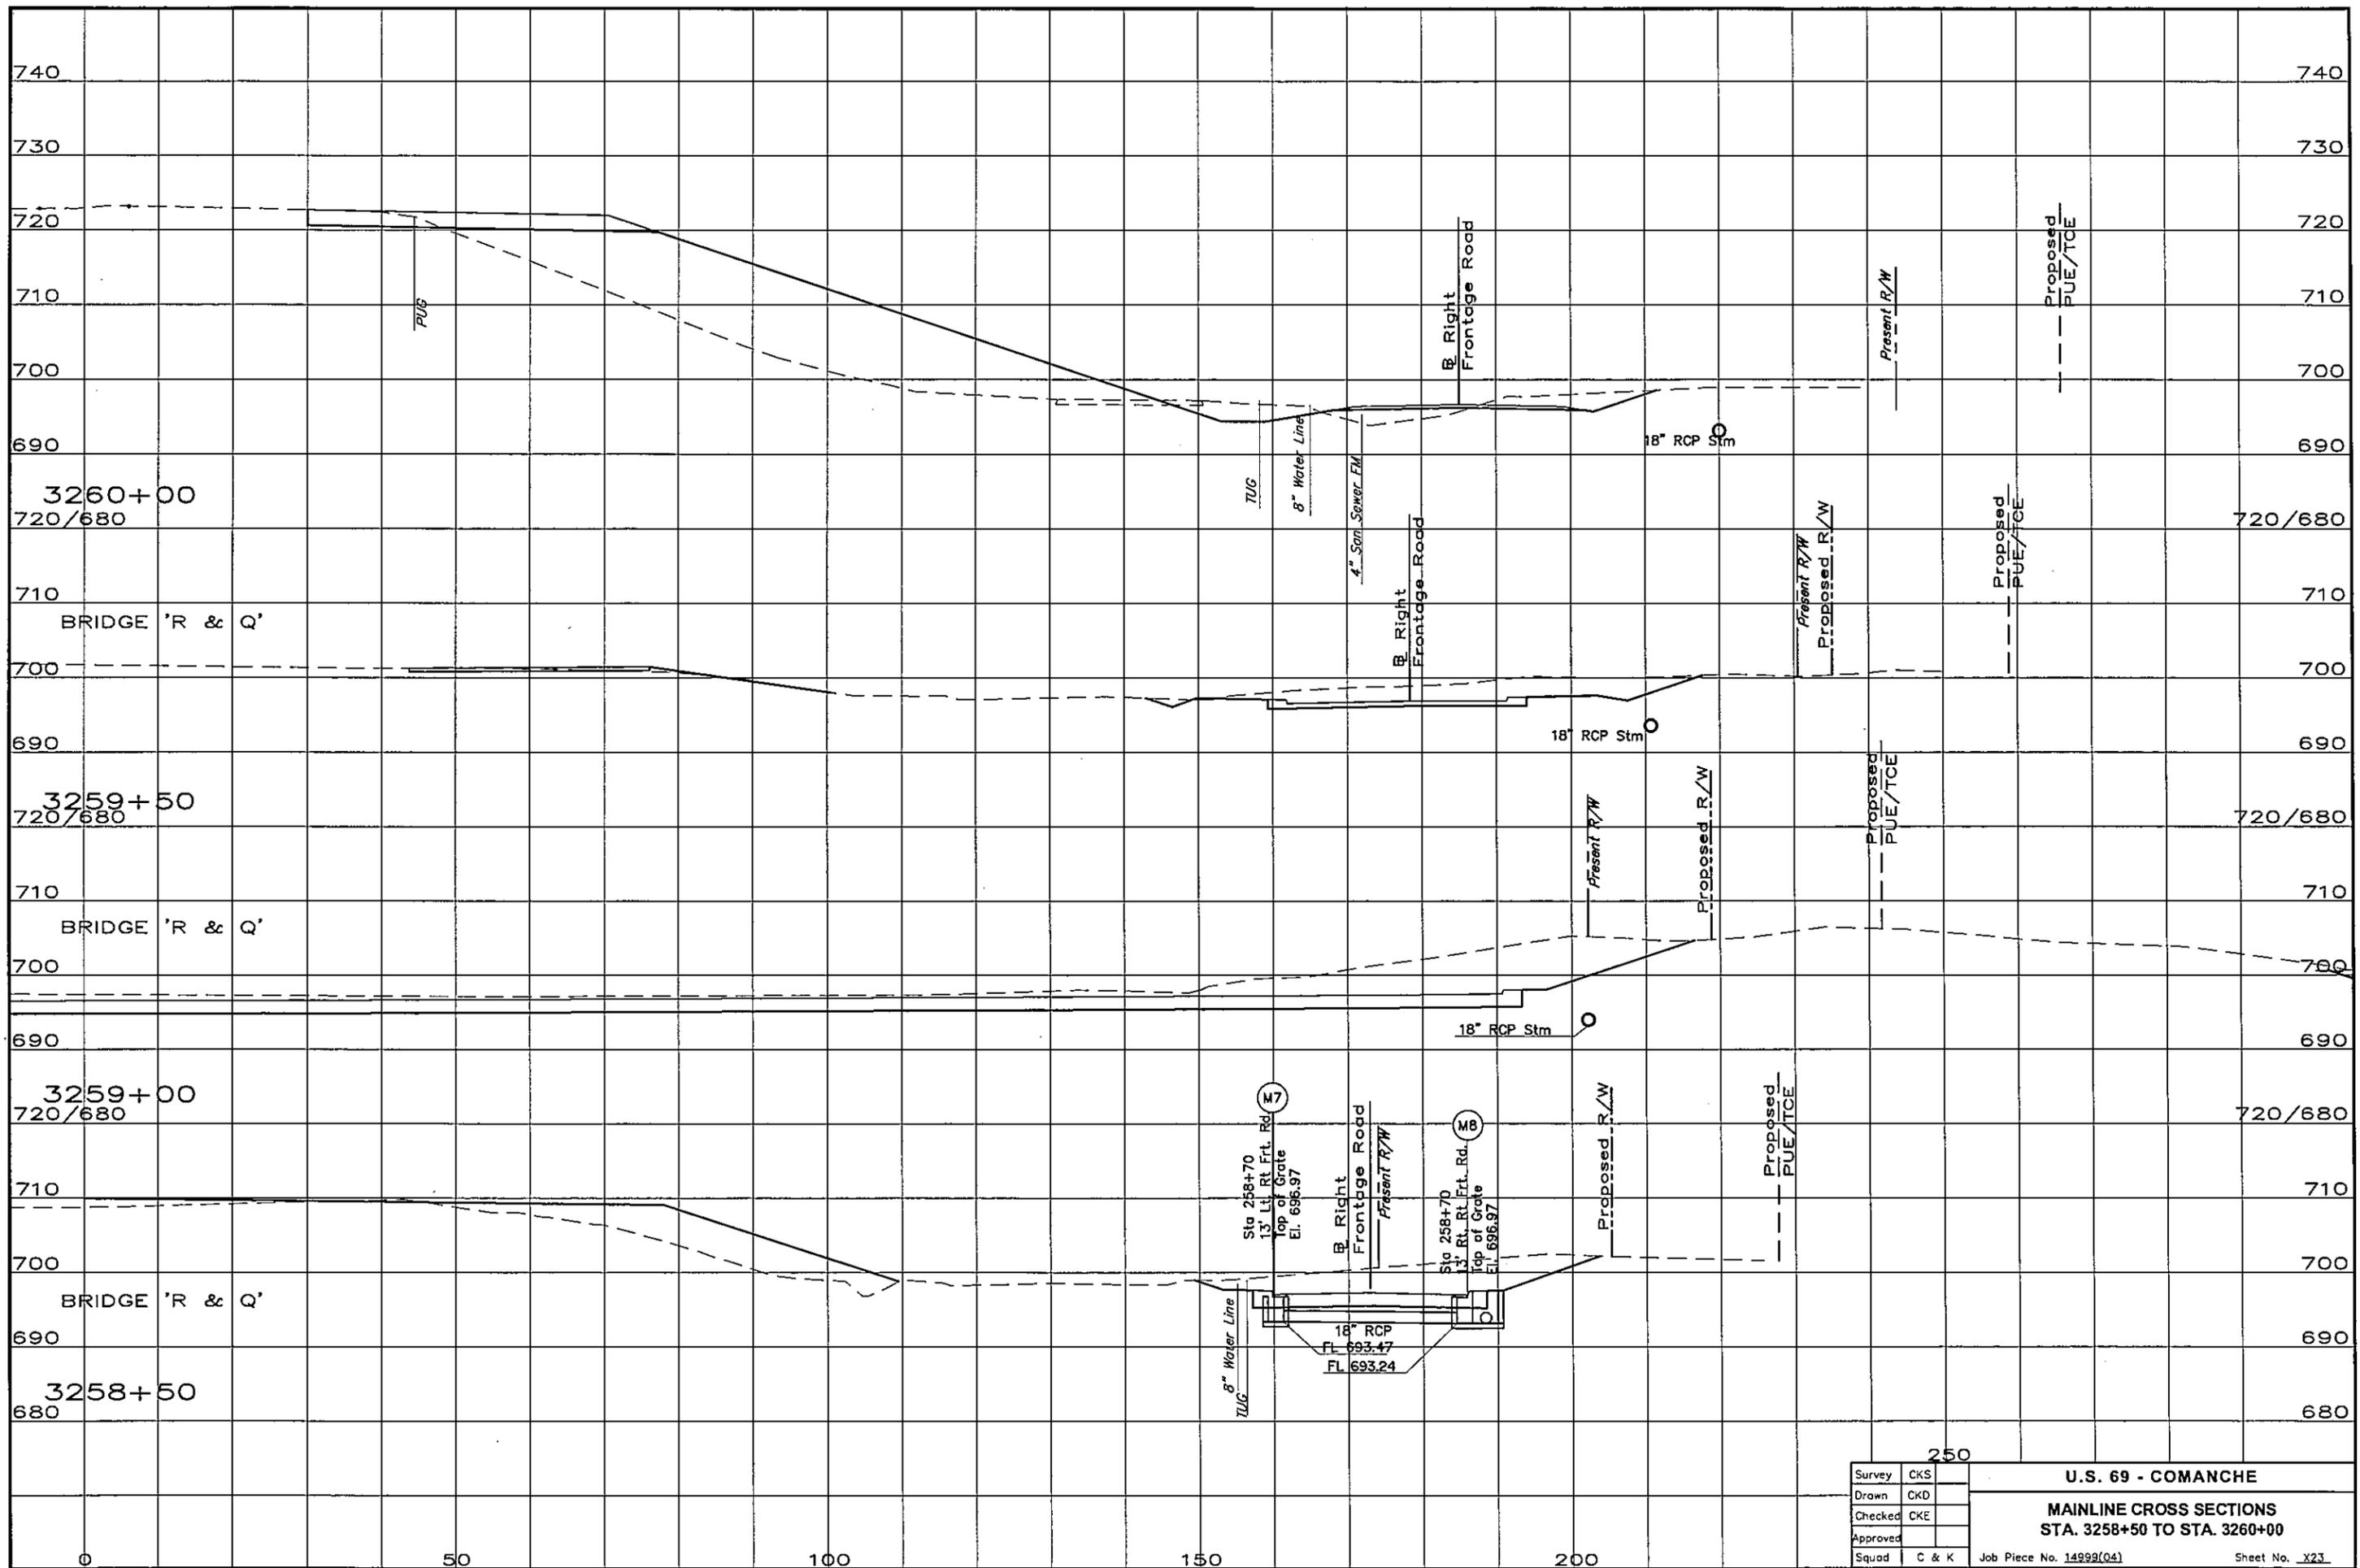 740 740
730 730
720 720
PUG
710 710
700 700
690 690
℄ Right
Frontage Road
Present R/W
Proposed
PUE/TCE
TUG
8" Water Line
4" San Sewer FM
18" RCP Stm
3260+00
720/680 720/680
℄ Right
Frontage Road
Present R/W
Proposed R/W
Proposed
PUE/TCE
710 710
BRIDGE 'R & Q'
700 700
18" RCP Stm
690 690
3259+50
720/680 720/680
Present R/W
Proposed R/W
Proposed
PUE/TCE
710 710
BRIDGE 'R & Q'
700 700
18" RCP Stm
690 690
3259+00
720/680 720/680
M7
Sta 258+70
13' Lt. Rt Frt. Rd.
Top of Grate
El. 696.97
℄ Right
Frontage Road
Present R/W
M8
Sta 258+70
13' Rt. Rt Frt. Rd.
Top of Grate
El. 696.97
Proposed R/W
Proposed
PUE/TCE
710 710
700 700
BRIDGE 'R & Q'
8" Water Line
TUG
18" RCP
FL 693.47
FL 693.24
690 690
3258+50
680 680
0 50 100 150 200 250
Survey CKS
Drawn CKD
Checked CKE
Approved
Squad C & K
U.S. 69 - COMANCHE
MAINLINE CROSS SECTIONS
STA. 3258+50 TO STA. 3260+00
Job Piece No. 14999(04) Sheet No. X23